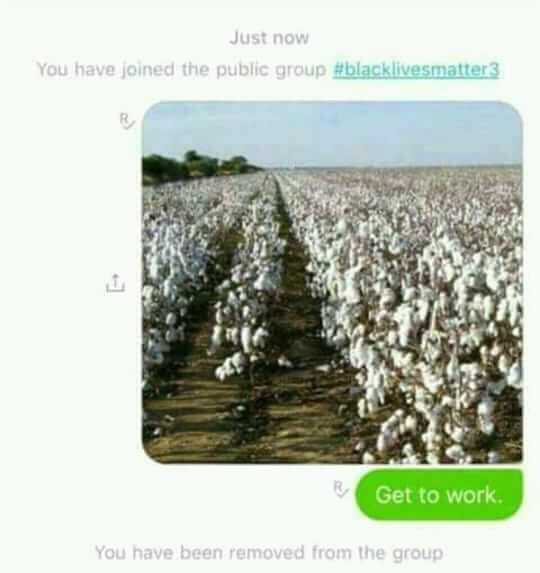 Just now
You have joined the public group #blacklivesmatter3
R
R
Get to work.
You have been removed from the group